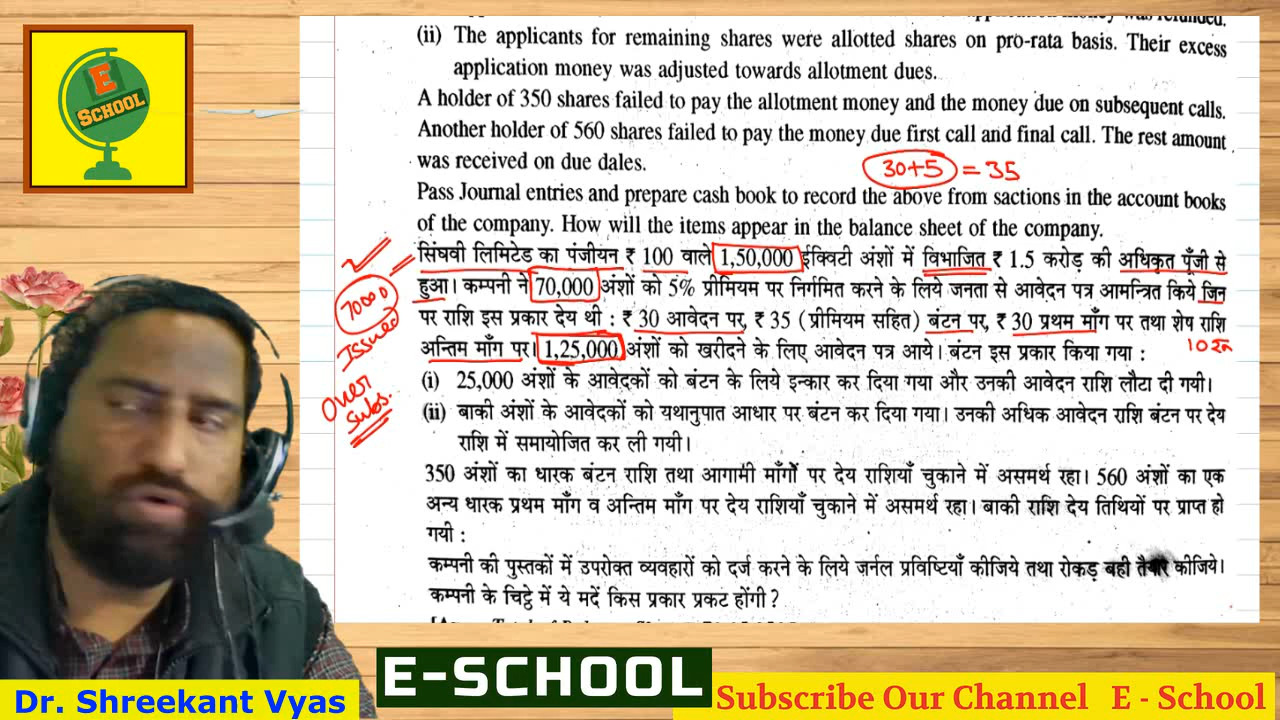 E
SCHOOL
application money was refunded.
(ii) The applicants for remaining shares were allotted shares on pro-rata basis. Their excess
application money was adjusted towards allotment dues.
A holder of 350 shares failed to pay the allotment money and the money due on subsequent calls.
Another holder of 560 shares failed to pay the money due first call and final call. The rest amount
was received on due dales.
30+5 = 35
Pass Journal entries and prepare cash book to record the above from sactions in the account books
of the company. How will the items appear in the balance sheet of the company.
सिंघवी लिमिटेड का पंजीयन ₹ 100 वाले 1,50,000 ईक्विटी अंशों में विभाजित ₹ 1.5 करोड़ की अधिकृत पूँजी से
हुआ। कम्पनी ने 70,000 अंशों को 5% प्रीमियम पर निर्गमित करने के लिये जनता से आवेदन पत्र आमन्त्रित किये जिन
पर राशि इस प्रकार देय थी : ₹ 30 आवेदन पर, ₹ 35 (प्रीमियम सहित) बंटन पर, ₹ 30 प्रथम माँग पर तथा शेष राशि
अन्तिम माँग पर। 1,25,000 अंशों को खरीदने के लिए आवेदन पत्र आये। बंटन इस प्रकार किया गया :
(i) 25,000 अंशों के आवेदकों को बंटन के लिये इन्कार कर दिया गया और उनकी आवेदन राशि लौटा दी गयी।
(ii) बाकी अंशों के आवेदकों को यथानुपात आधार पर बंटन कर दिया गया। उनकी अधिक आवेदन राशि बंटन पर देय
राशि में समायोजित कर ली गयी।
350 अंशों का धारक बंटन राशि तथा आगामी माँगों पर देय राशियाँ चुकाने में असमर्थ रहा। 560 अंशों का एक
अन्य धारक प्रथम माँग व अन्तिम माँग पर देय राशियाँ चुकाने में असमर्थ रहा। बाकी राशि देय तिथियों पर प्राप्त हो
गयी :
कम्पनी की पुस्तकों में उपरोक्त व्यवहारों को दर्ज करने के लिये जर्नल प्रविष्टियाँ कीजिये तथा रोकड़ बही तैयार कीजिये।
कम्पनी के चिट्ठे में ये मदें किस प्रकार प्रकट होंगी ?
70000
Issued
Over
Subs.
E-SCHOOL
Dr. Shreekant Vyas
Subscribe Our Channel E - School